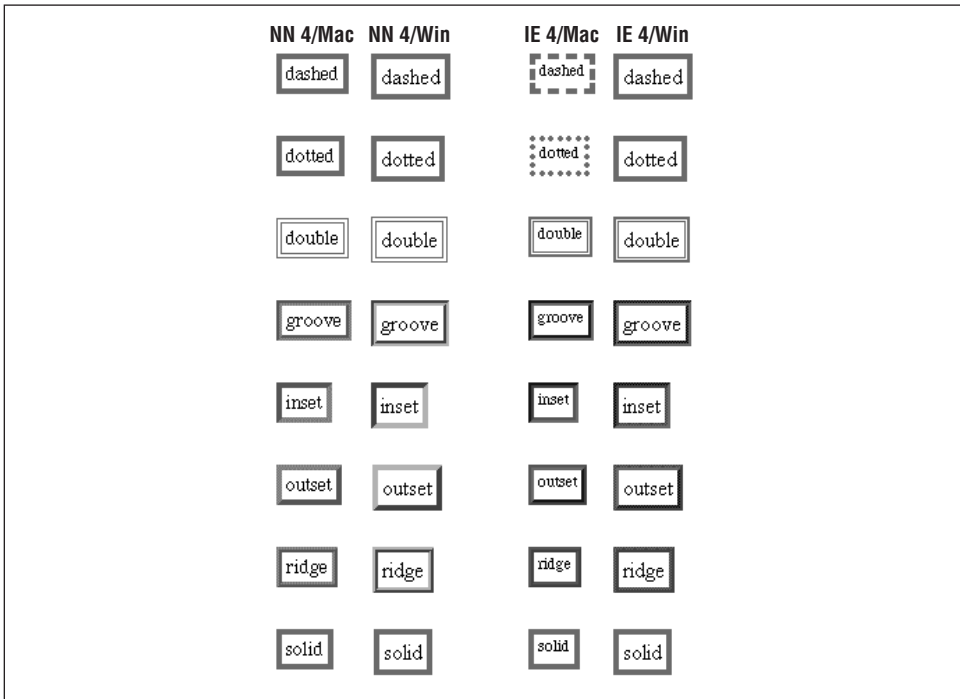 NN 4/Mac NN 4/Win IE 4/Mac IE 4/Win
dashed dashed dashed dashed
dotted dotted dotted dotted
double double double double
groove groove groove groove
inset inset inset inset
outset outset outset outset
ridge ridge ridge ridge
solid solid solid solid